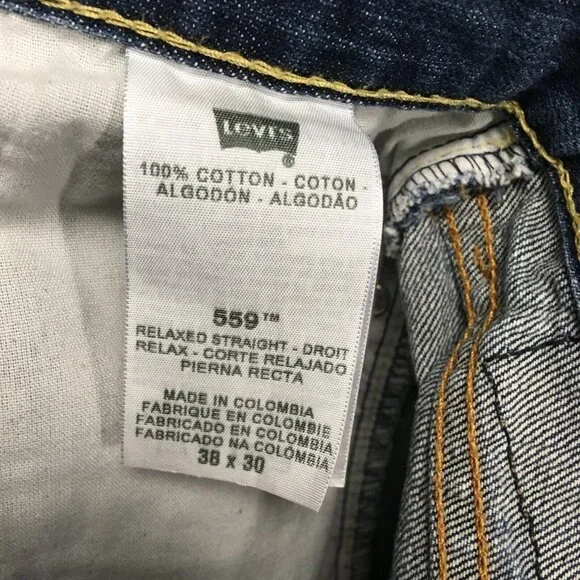 Levi's
®
100% COTTON - COTON -
ALGODÓN - ALGODÃO
559™
RELAXED STRAIGHT - DROIT
RELAX - CORTE RELAJADO
PIERNA RECTA
MADE IN COLOMBIA
FABRIQUE EN COLOMBIE
FABRICADO EN COLOMBIA
FABRICADO NA COLÔMBIA
38 x 30